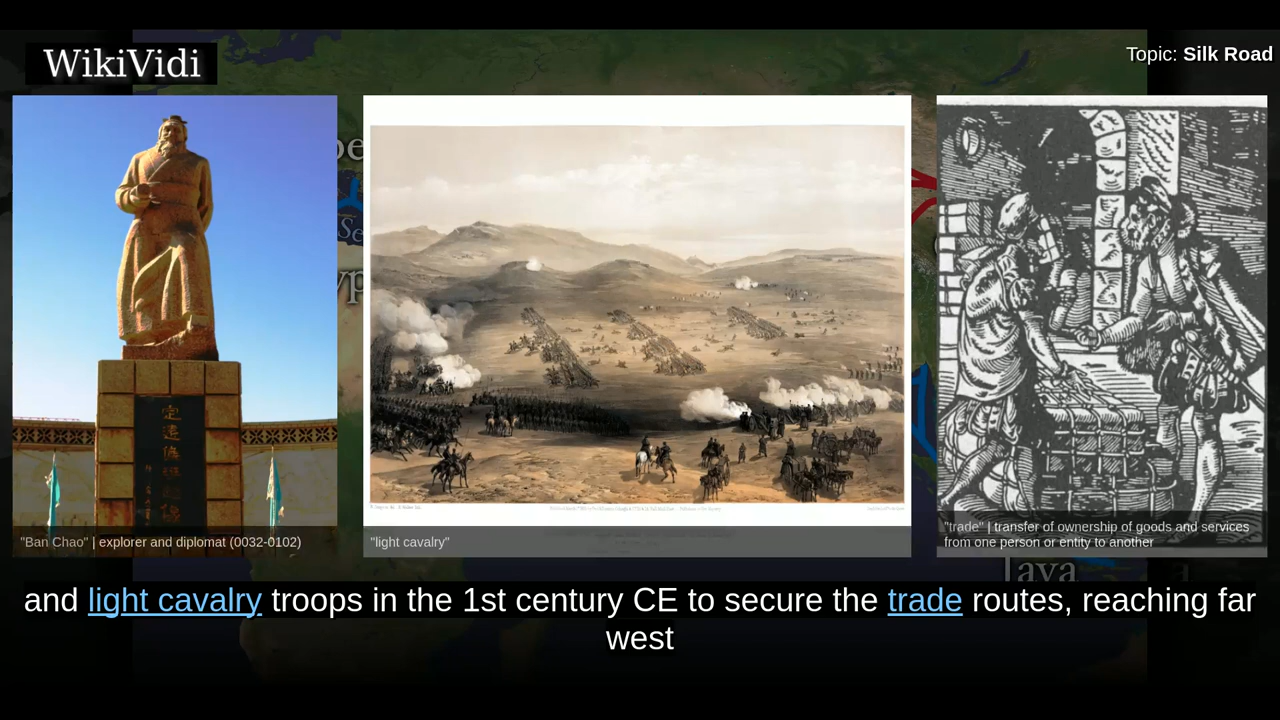 WikiVidi
Topic: Silk Road
"Ban Chao" | explorer and diplomat (0032-0102)
"light cavalry"
"trade" | transfer of ownership of goods and services
from one person or entity to another
Java
and light cavalry troops in the 1st century CE to secure the trade routes, reaching far
west